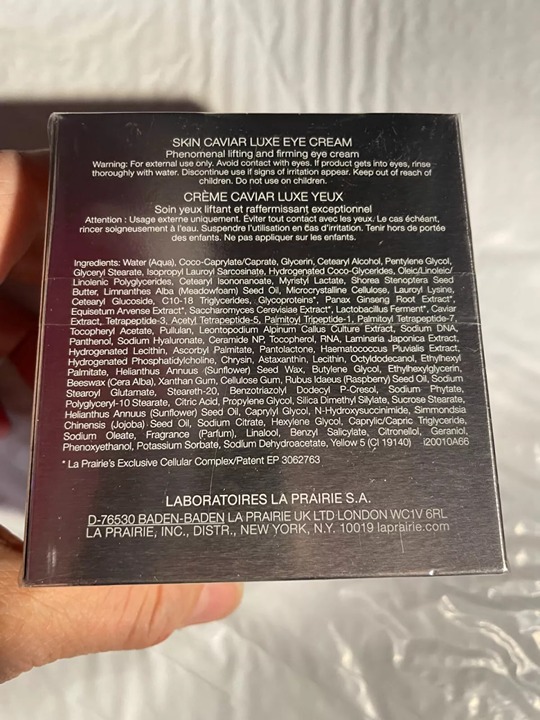 SKIN CAVIAR LUXE EYE CREAM
Phenomenal lifting and firming eye cream
Warning: For external use only. Avoid contact with eyes. If product gets into eyes, rinse
thoroughly with water. Discontinue use if signs of irritation appear. Keep out of reach of
children. Do not use on children.
CRÈME CAVIAR LUXE YEUX
Soin yeux liftant et raffermissant exceptionnel
Attention : Usage externe uniquement. Éviter tout contact avec les yeux. Le cas échéant,
rincer soigneusement à l'eau. Suspendre l'utilisation en cas d'irritation. Tenir hors de portée
des enfants. Ne pas appliquer sur les enfants.
Ingredients: Water (Aqua), Coco-Caprylate/Caprate, Glycerin, Cetearyl Alcohol, Pentylene Glycol,
Glyceryl Stearate, Isopropyl Lauroyl Sarcosinate, Hydrogenated Coco-Glycerides, Oleic/Linoleic/
Linolenic Polyglycerides, Cetearyl Isononanoate, Myristyl Lactate, Shorea Stenoptera Seed
Butter, Limnanthes Alba (Meadowfoam) Seed Oil, Microcrystalline Cellulose, Lauroyl Lysine,
Cetearyl Glucoside, C10-18 Triglycerides, Glycoproteins*, Panax Ginseng Root Extract*,
Equisetum Arvense Extract*, Saccharomyces Cerevisiae Extract*, Lactobacillus Ferment*, Caviar
Extract, Tetrapeptide-3, Acetyl Tetrapeptide-5, Palmitoyl Tripeptide-1, Palmitoyl Tetrapeptide-7,
Tocopheryl Acetate, Pullulan, Leontopodium Alpinum Callus Culture Extract, Sodium DNA,
Panthenol, Sodium Hyaluronate, Ceramide NP, Tocopherol, RNA, Laminaria Japonica Extract,
Hydrogenated Lecithin, Ascorbyl Palmitate, Pantolactone, Haematococcus Pluvialis Extract,
Hydrogenated Phosphatidylcholine, Chrysin, Astaxanthin, Lecithin, Octyldodecanol, Ethylhexyl
Palmitate, Helianthus Annuus (Sunflower) Seed Wax, Butylene Glycol, Ethylhexylglycerin,
Beeswax (Cera Alba), Xanthan Gum, Cellulose Gum, Rubus Idaeus (Raspberry) Seed Oil, Sodium
Stearoyl Glutamate, Steareth-20, Benzotriazolyl Dodecyl P-Cresol, Sodium Phytate,
Polyglyceryl-10 Stearate, Citric Acid, Propylene Glycol, Silica Dimethyl Silylate, Sucrose Stearate,
Helianthus Annuus (Sunflower) Seed Oil, Caprylyl Glycol, N-Hydroxysuccinimide, Simmondsia
Chinensis (Jojoba) Seed Oil, Sodium Citrate, Hexylene Glycol, Caprylic/Capric Triglyceride,
Sodium Oleate, Fragrance (Parfum), Linalool, Benzyl Salicylate, Citronellol, Geraniol,
Phenoxyethanol, Potassium Sorbate, Sodium Dehydroacetate, Yellow 5 (CI 19140) i20010A66
* La Prairie's Exclusive Cellular Complex/Patent EP 3062763
LABORATOIRES LA PRAIRIE S.A.
D-76530 BADEN-BADEN LA PRAIRIE UK LTD LONDON WC1V 6RL
LA PRAIRIE, INC., DISTR., NEW YORK, N.Y. 10019 laprairie.com